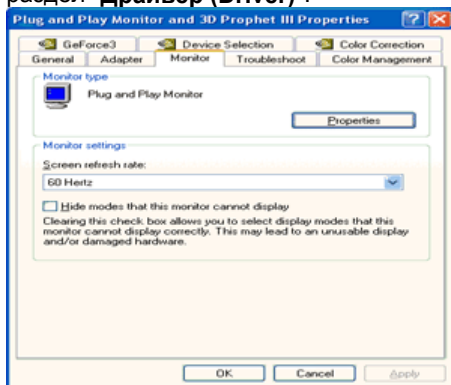 раздел "Драйвер (Driver)".
Plug and Play Monitor and 3D Prophet III Properties
GeForce3 Device Selection Color Correction
General Adapter Monitor Troubleshoot Color Management
Monitor type
Plug and Play Monitor
Properties
Monitor settings
Screen refresh rate:
60 Hertz
Hide modes that this monitor cannot display
Clearing this check box allows you to select display modes that this
monitor cannot display correctly. This may lead to an unusable display
and/or damaged hardware.
OK Cancel Apply